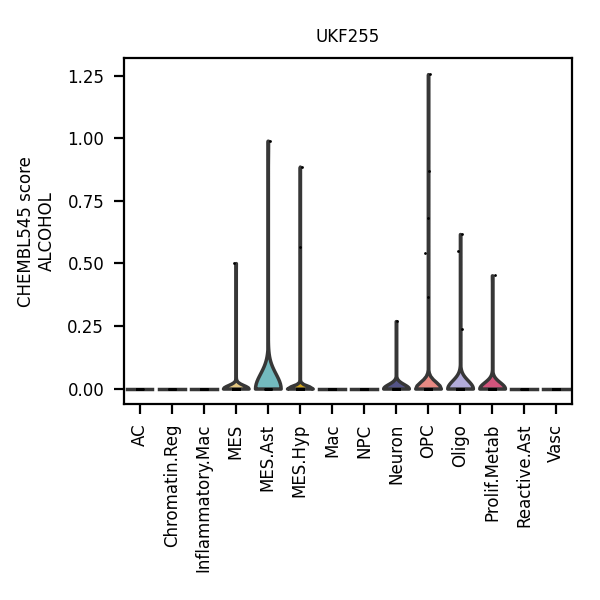 UKF255
CHEMBL545 score
ALCOHOL
1.25
1.00
0.75
0.50
0.25
0.00
AC
Chromatin.Reg
Inflammatory.Mac
MES
MES.Ast
MES.Hyp
Mac
NPC
Neuron
OPC
Oligo
Prolif.Metab
Reactive.Ast
Vasc